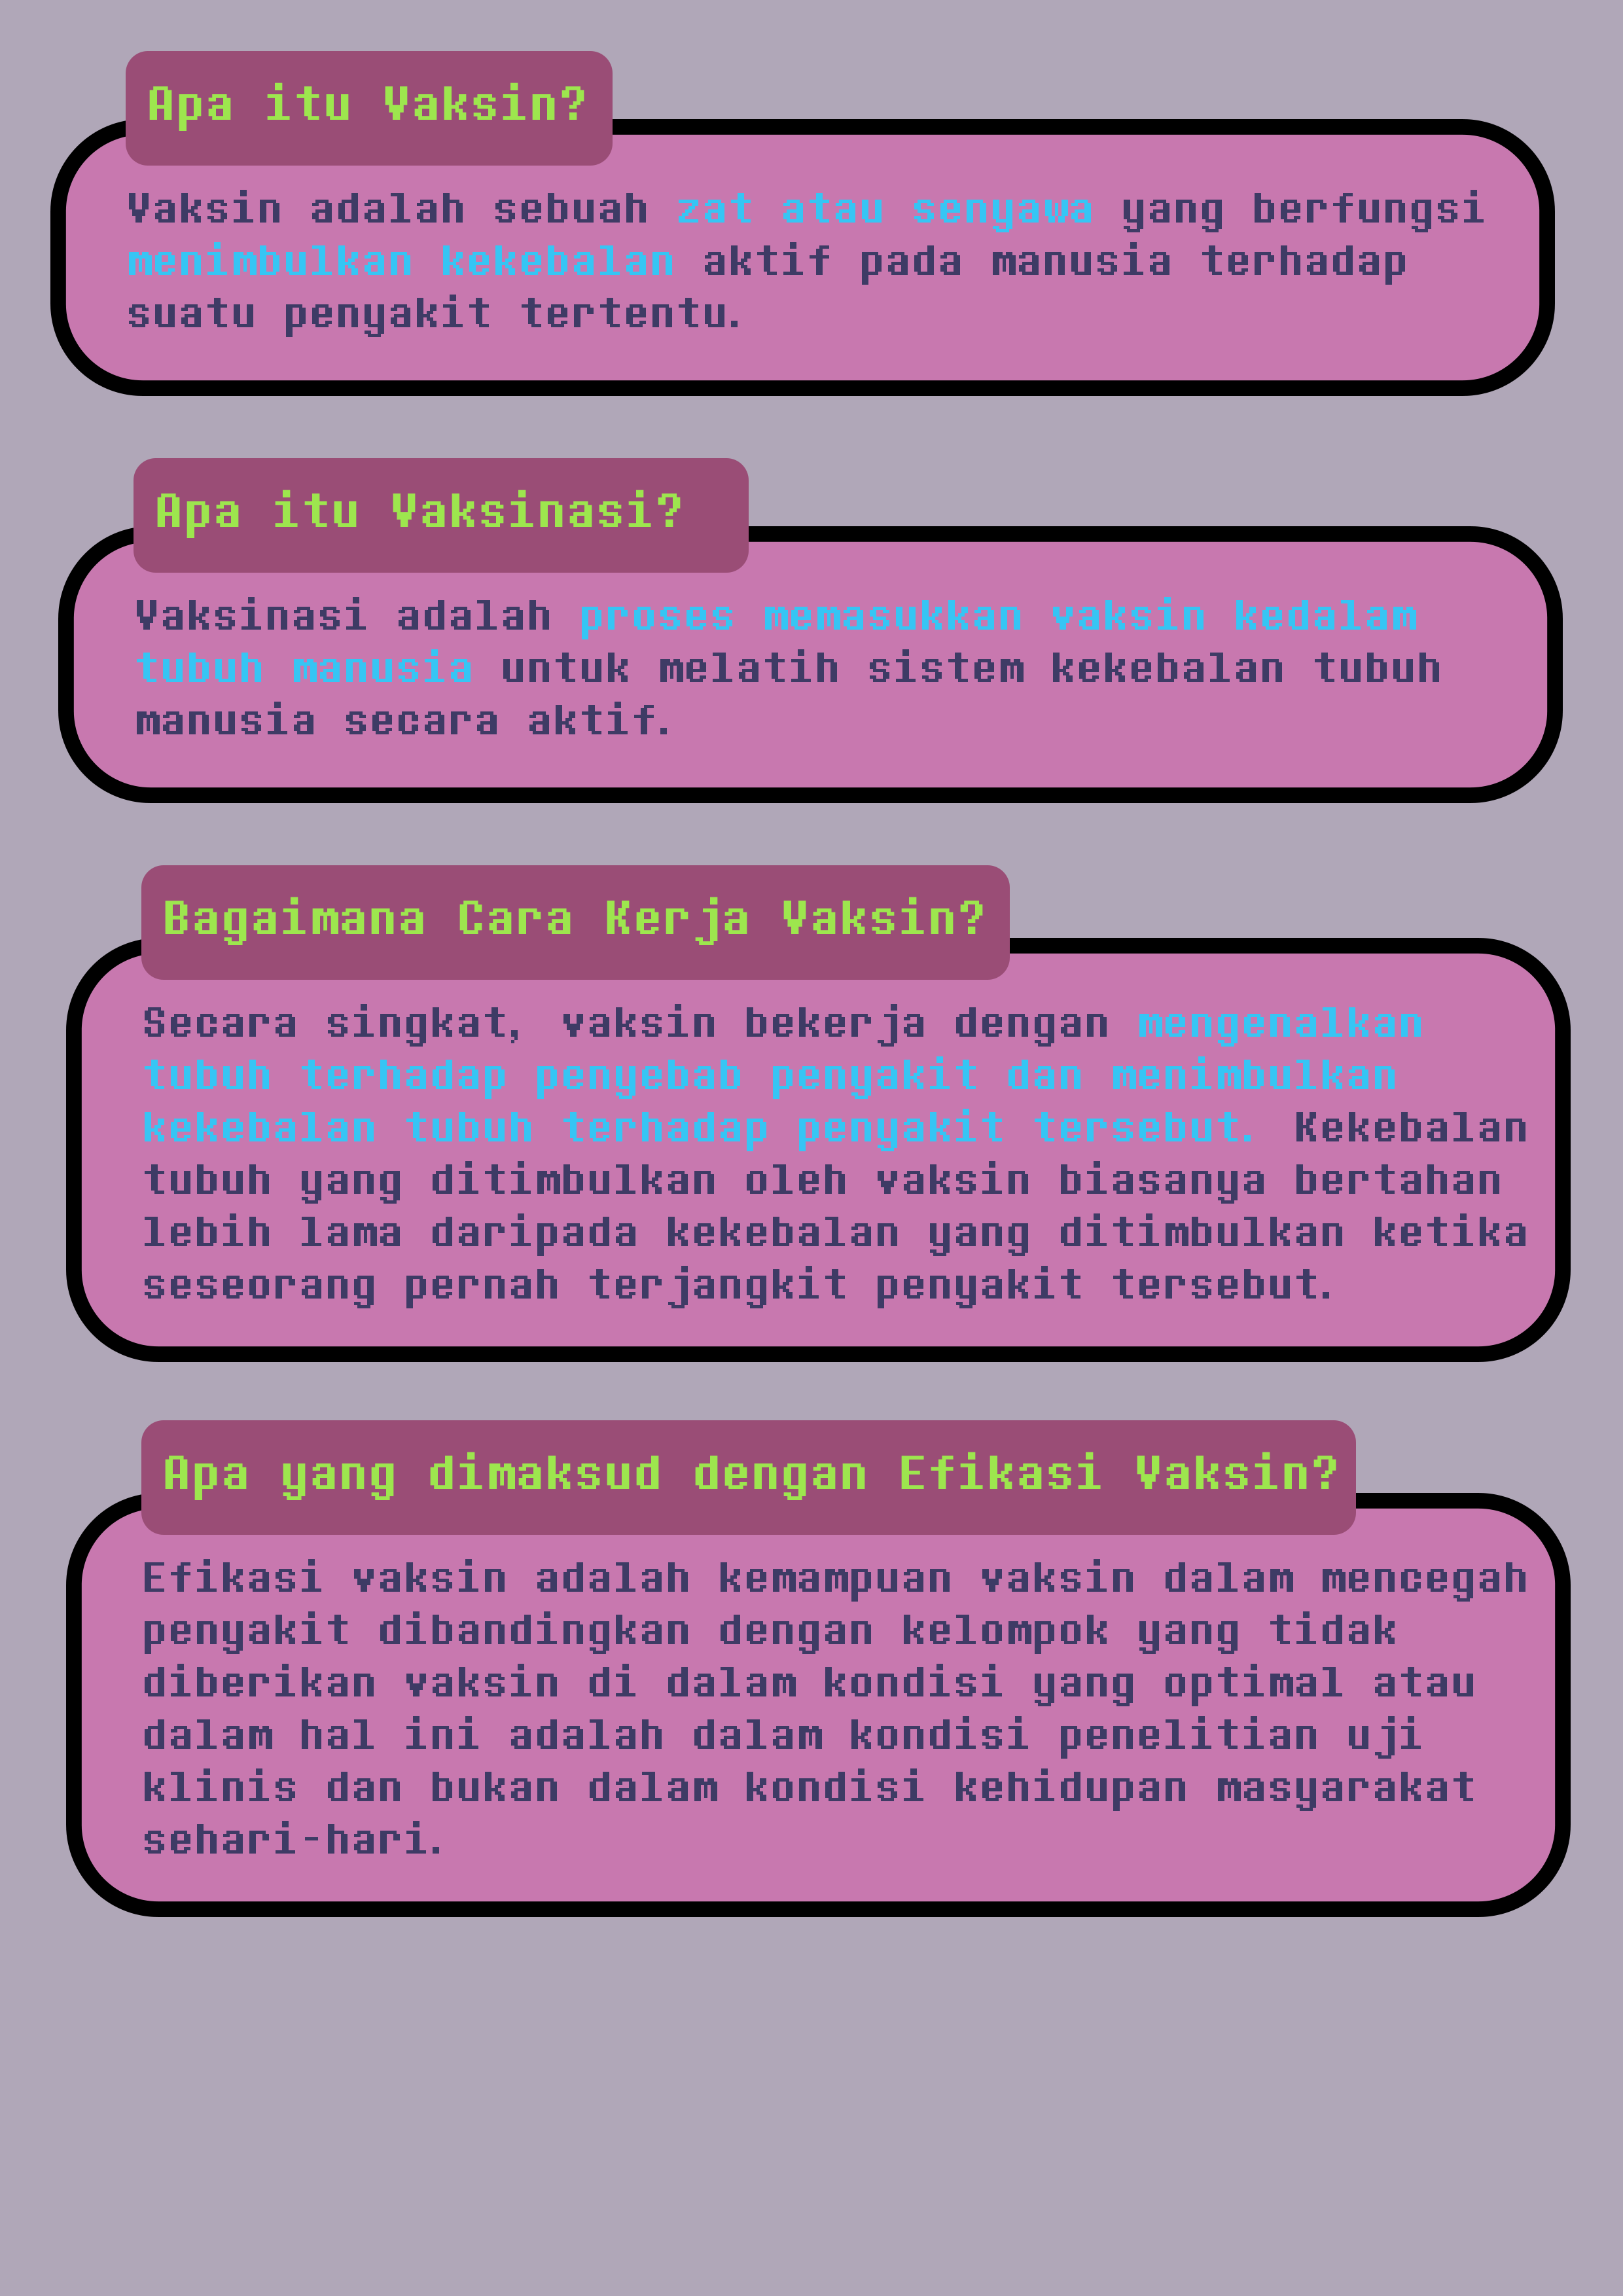 Apa itu Vaksin?
Vaksin adalah sebuah zat atau senyawa yang berfungsi
menimbulkan kekebalan aktif pada manusia terhadap
suatu penyakit tertentu.
Apa itu Vaksinasi?
Vaksinasi adalah proses memasukkan vaksin kedalam
tubuh manusia untuk melatih sistem kekebalan tubuh
manusia secara aktif.
Bagaimana Cara Kerja Vaksin?
Secara singkat, vaksin bekerja dengan mengenalkan
tubuh terhadap penyebab penyakit dan menimbulkan
kekebalan tubuh terhadap penyakit tersebut. Kekebalan
tubuh yang ditimbulkan oleh vaksin biasanya bertahan
lebih lama daripada kekebalan yang ditimbulkan ketika
seseorang pernah terjangkit penyakit tersebut.
Apa yang dimaksud dengan Efikasi Vaksin?
Efikasi vaksin adalah kemampuan vaksin dalam mencegah
penyakit dibandingkan dengan kelompok yang tidak
diberikan vaksin di dalam kondisi yang optimal atau
dalam hal ini adalah dalam kondisi penelitian uji
klinis dan bukan dalam kondisi kehidupan masyarakat
sehari-hari.